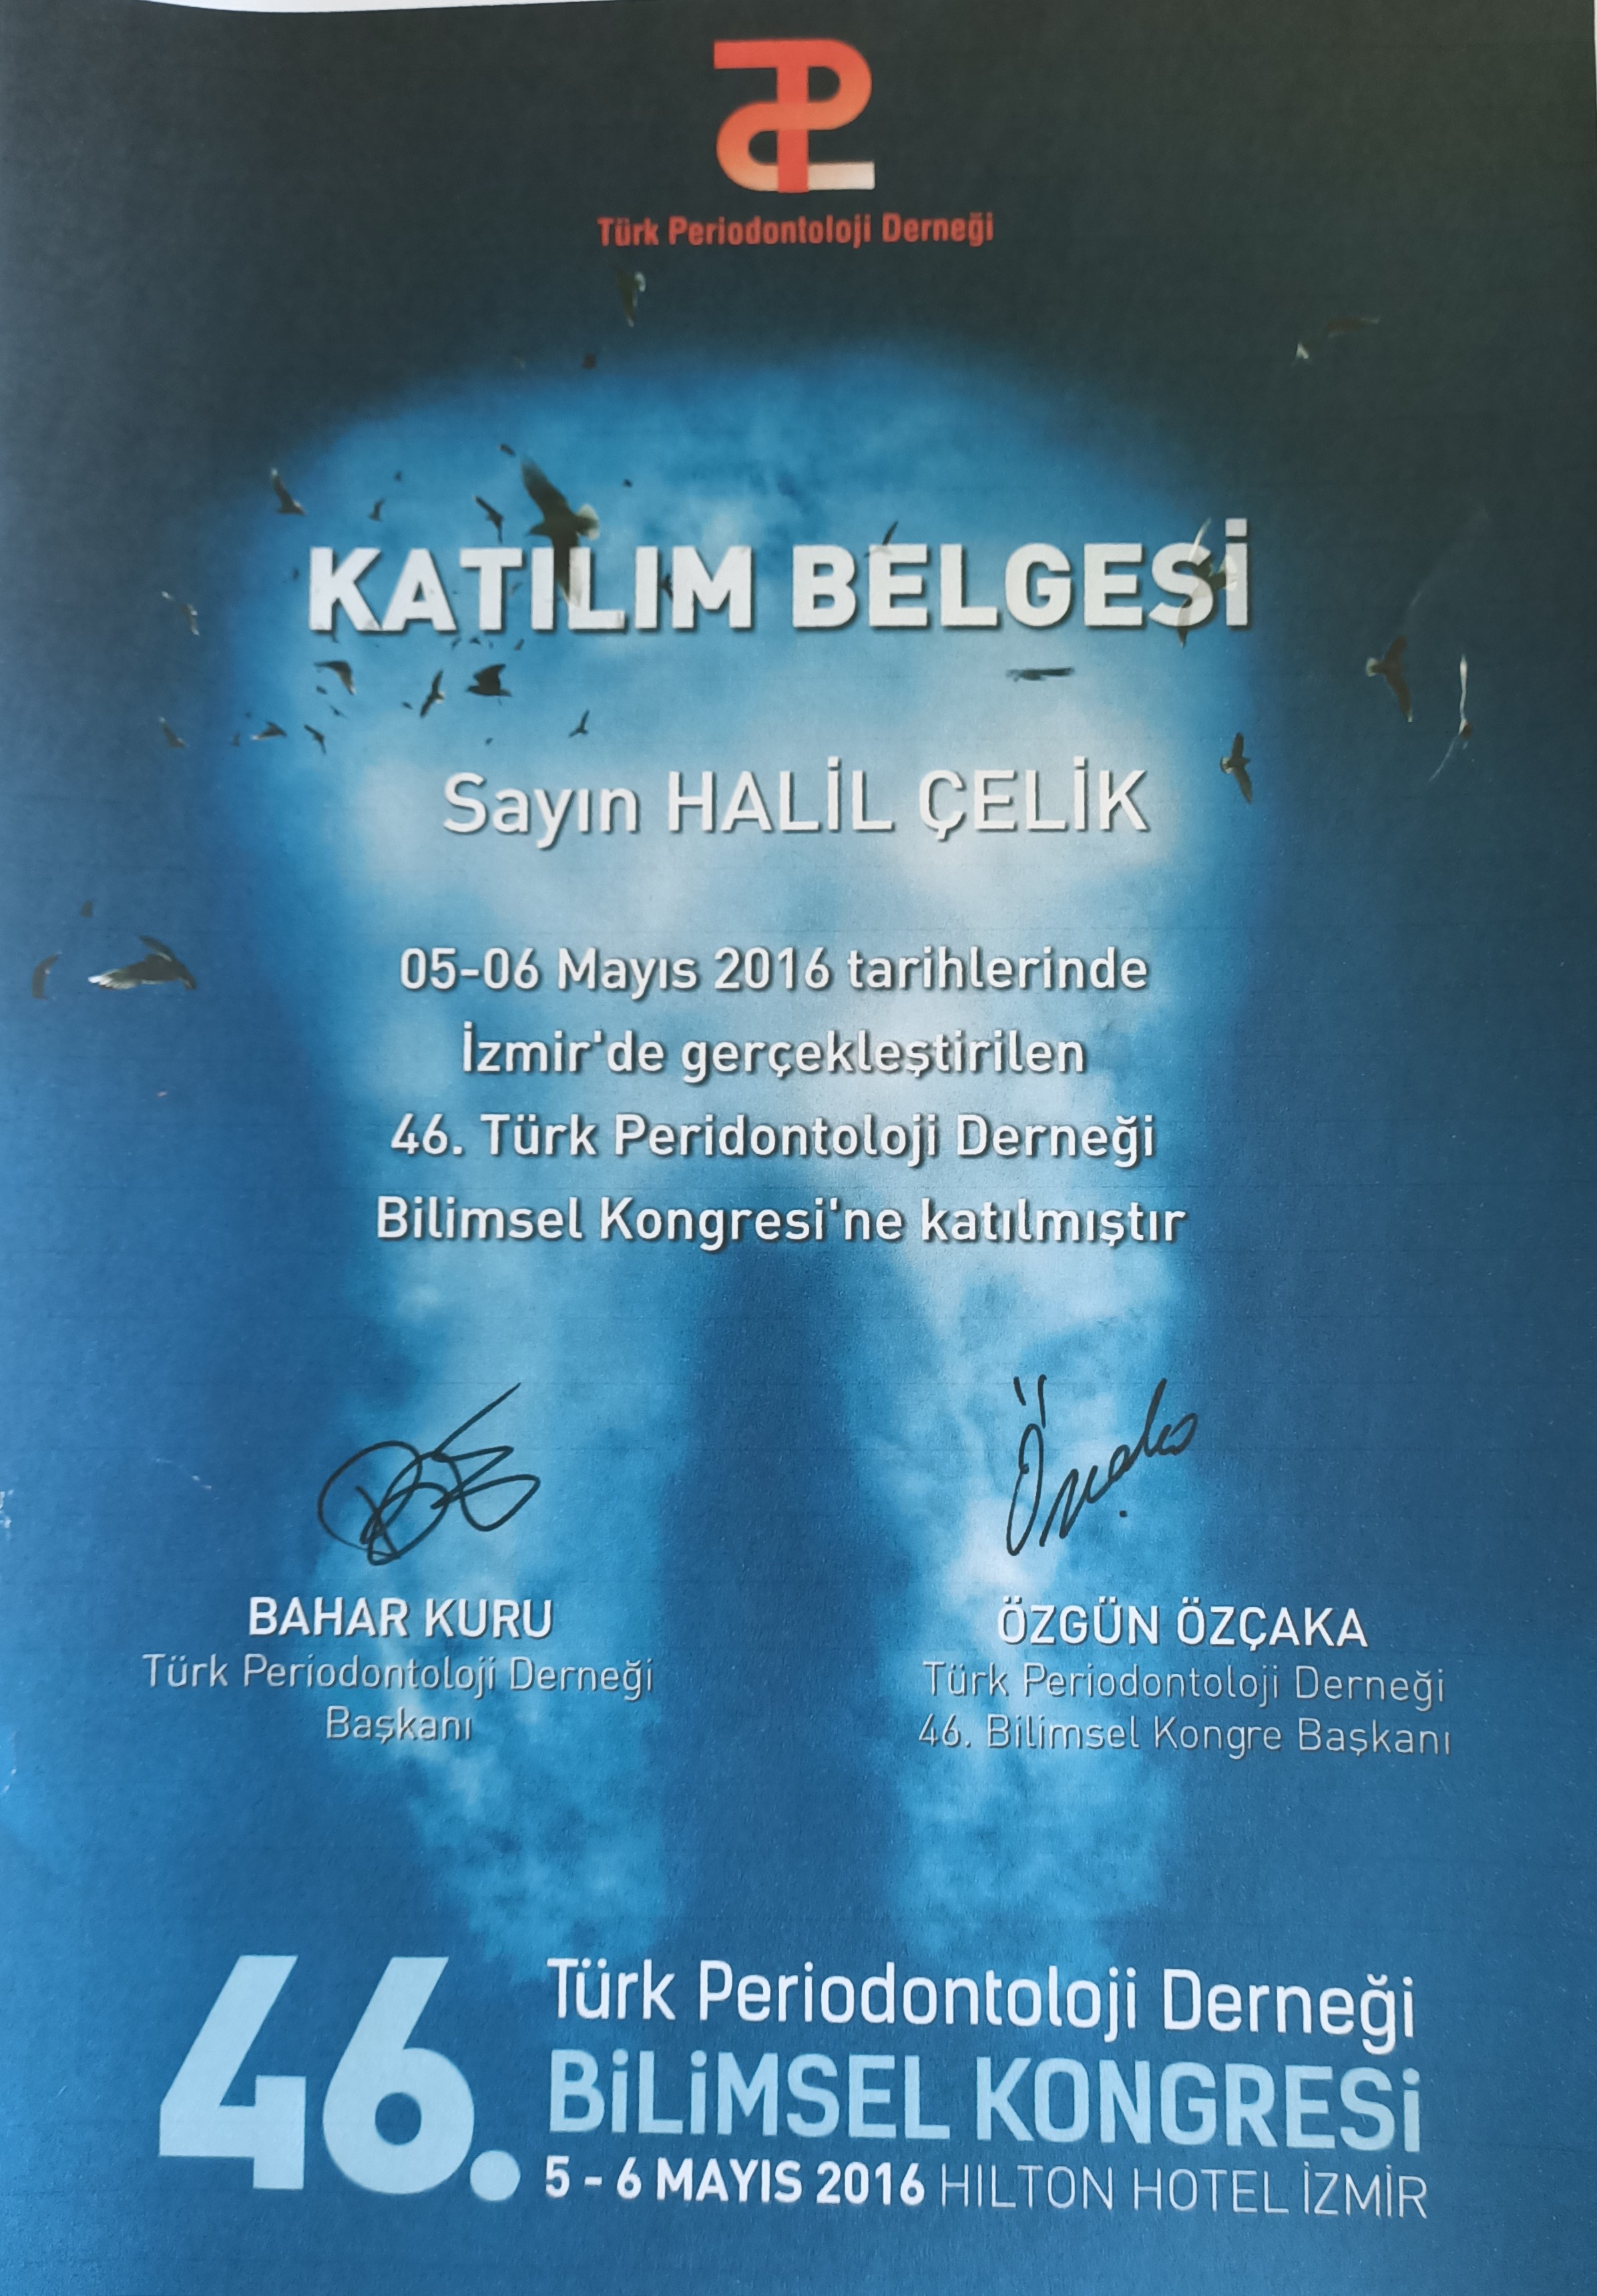 Türk Periodontoloji Derneği
KATILIM BELGESİ
Sayın HALİL ÇELİK
05-06 Mayıs 2016 tarihlerinde
İzmir'de gerçekleştirilen
46. Türk Peridontoloji Derneği
Bilimsel Kongresi'ne katılmıştır
BAHAR KURU
Türk Periodontoloji Derneği
Başkanı
ÖZGÜN ÖZÇAKA
Türk Periodontoloji Derneği
46. Bilimsel Kongre Başkanı
46. Türk Periodontoloji Derneği
BİLİMSEL KONGRESİ
5 - 6 MAYIS 2016 HILTON HOTEL İZMİR